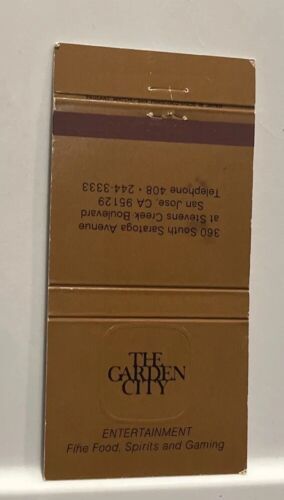 360 South Saratoga Avenue
at Stevens Creek Boulevard
San Jose, CA 95129
Telephone 408 • 244·3333
THE
GARDEN
CITY
ENTERTAINMENT
Fine Food, Spirits and Gaming